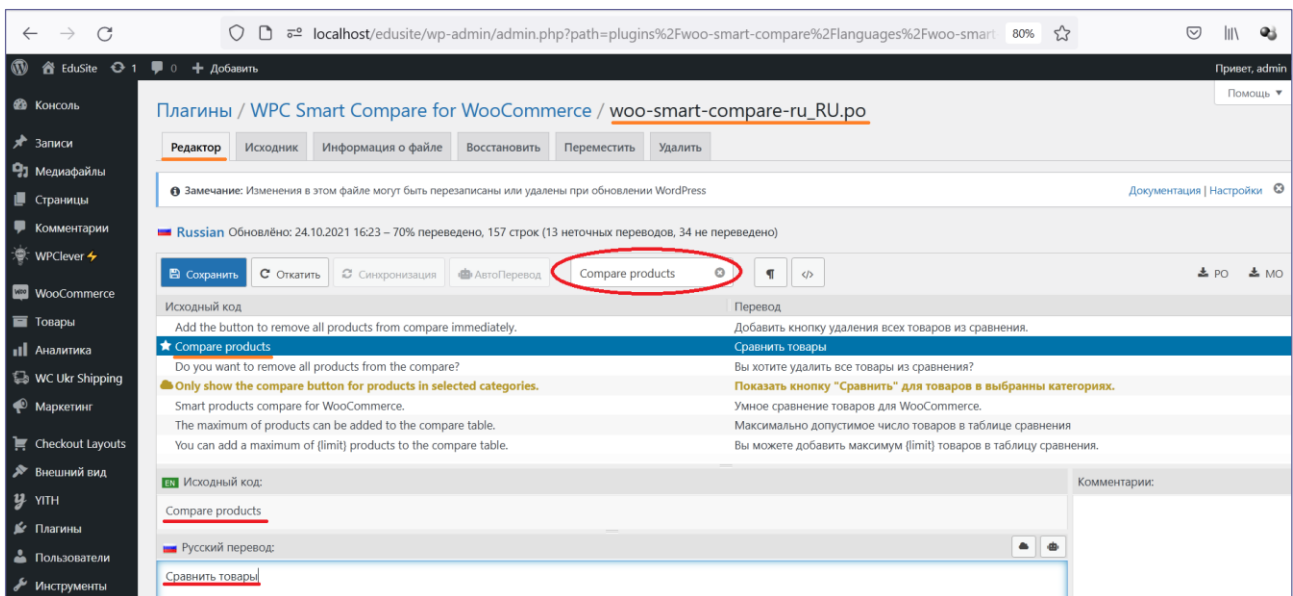 localhost/edusite/wp-admin/admin.php?path=plugins%2Fwoo-smart-compare%2Flanguages%2Fwoo-smart 80%
EduSite 1 0 + Добавить Привет, admin
Помощь
Консоль
Записи
Медиафайлы
Страницы
Комментарии
WPClever
WooCommerce
Товары
Аналитика
WC Ukr Shipping
Маркетинг
Checkout Layouts
Внешний вид
YITH
Плагины
Пользователи
Инструменты
Плагины / WPC Smart Compare for WooCommerce / woo-smart-compare-ru_RU.po
Редактор Исходник Информация о файле Восстановить Переместить Удалить
Замечание: Изменения в этом файле могут быть перезаписаны или удалены при обновлении WordPress Документация | Настройки
Russian Обновлёно: 24.10.2021 16:23 – 70% переведено, 157 строк (13 неточных переводов, 34 не переведено)
Сохранить Откатить Синхронизация АвтоПеревод Compare products ¶ </> PO MO
Исходный код Перевод
Add the button to remove all products from compare immediately. Добавить кнопку удаления всех товаров из сравнения.
Compare products Сравнить товары
Do you want to remove all products from the compare? Вы хотите удалить все товары из сравнения?
Only show the compare button for products in selected categories. Показать кнопку "Сравнить" для товаров в выбранны категориях.
Smart products compare for WooCommerce. Умное сравнение товаров для WooCommerce.
The maximum of products can be added to the compare table. Максимально допустимое число товаров в таблице сравнения
You can add a maximum of {limit} products to the compare table. Вы можете добавить максимум {limit} товаров в таблицу сравнения.
EN Исходный код: Комментарии:
Compare products
Русский перевод:
Сравнить товары